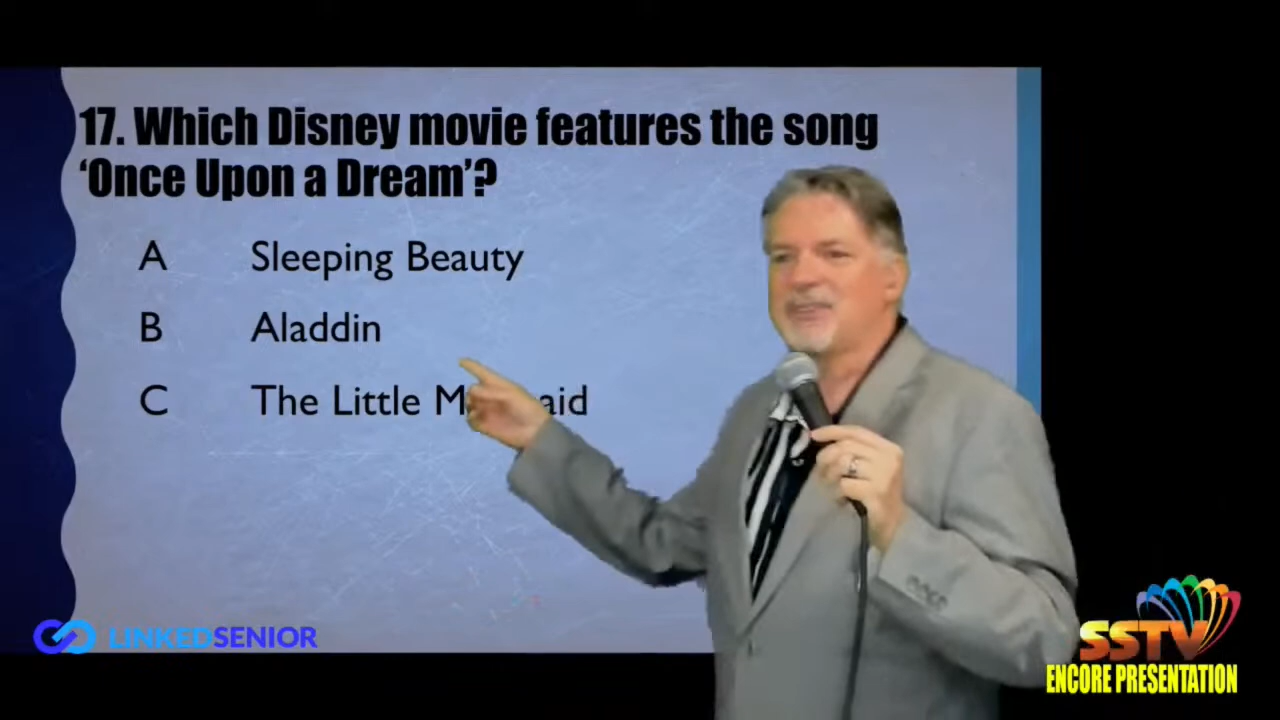 17. Which Disney movie features the song
‘Once Upon a Dream’?
A Sleeping Beauty
B Aladdin
C The Little
LINKEDSENIOR
SSTV
ENCORE PRESENTATION